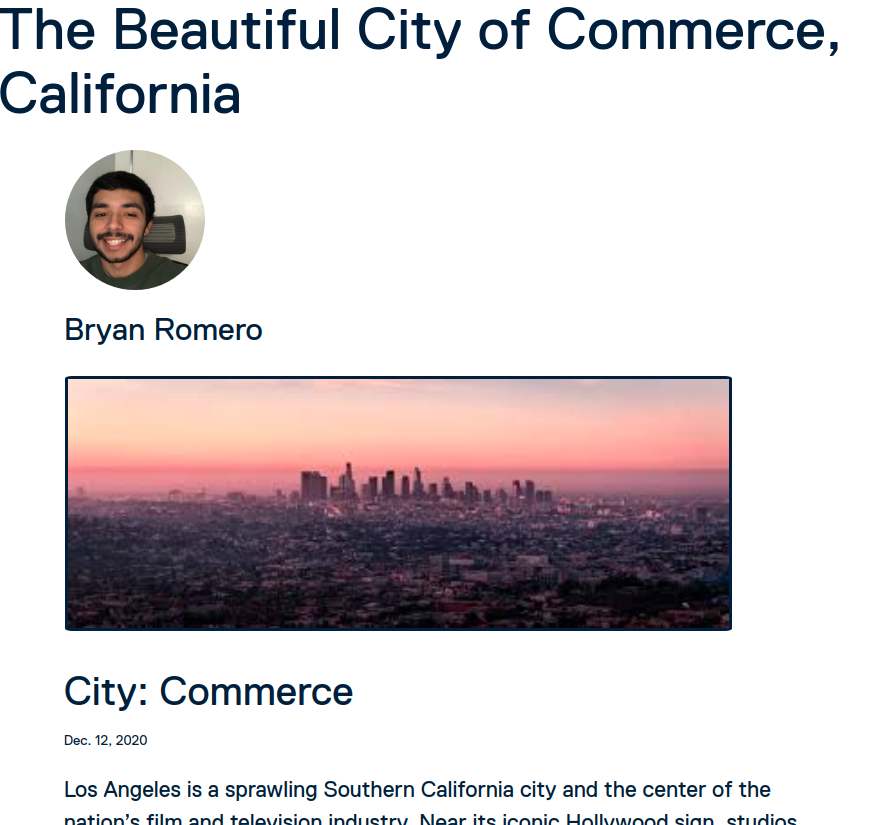 The Beautiful City of Commerce,
California
Bryan Romero
City: Commerce
Dec. 12, 2020
Los Angeles is a sprawling Southern California city and the center of the
nation’s film and television industry. Near its iconic Hollywood sign, studios